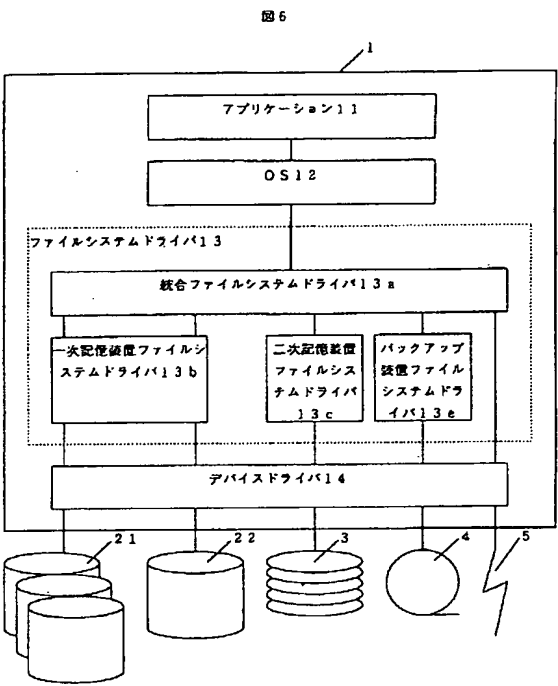 図6
1
アプリケーション11
OS12
ファイルシステムドライバ13
統合ファイルシステムドライバ13a
一次記憶装置ファイルシ
ステムドライバ13b
二次記憶装置
ファイルシス
テムドライバ
13c
バックアップ
装置ファイル
システムドラ
イバ13e
デバイスドライバ14
21
22
3
4
5